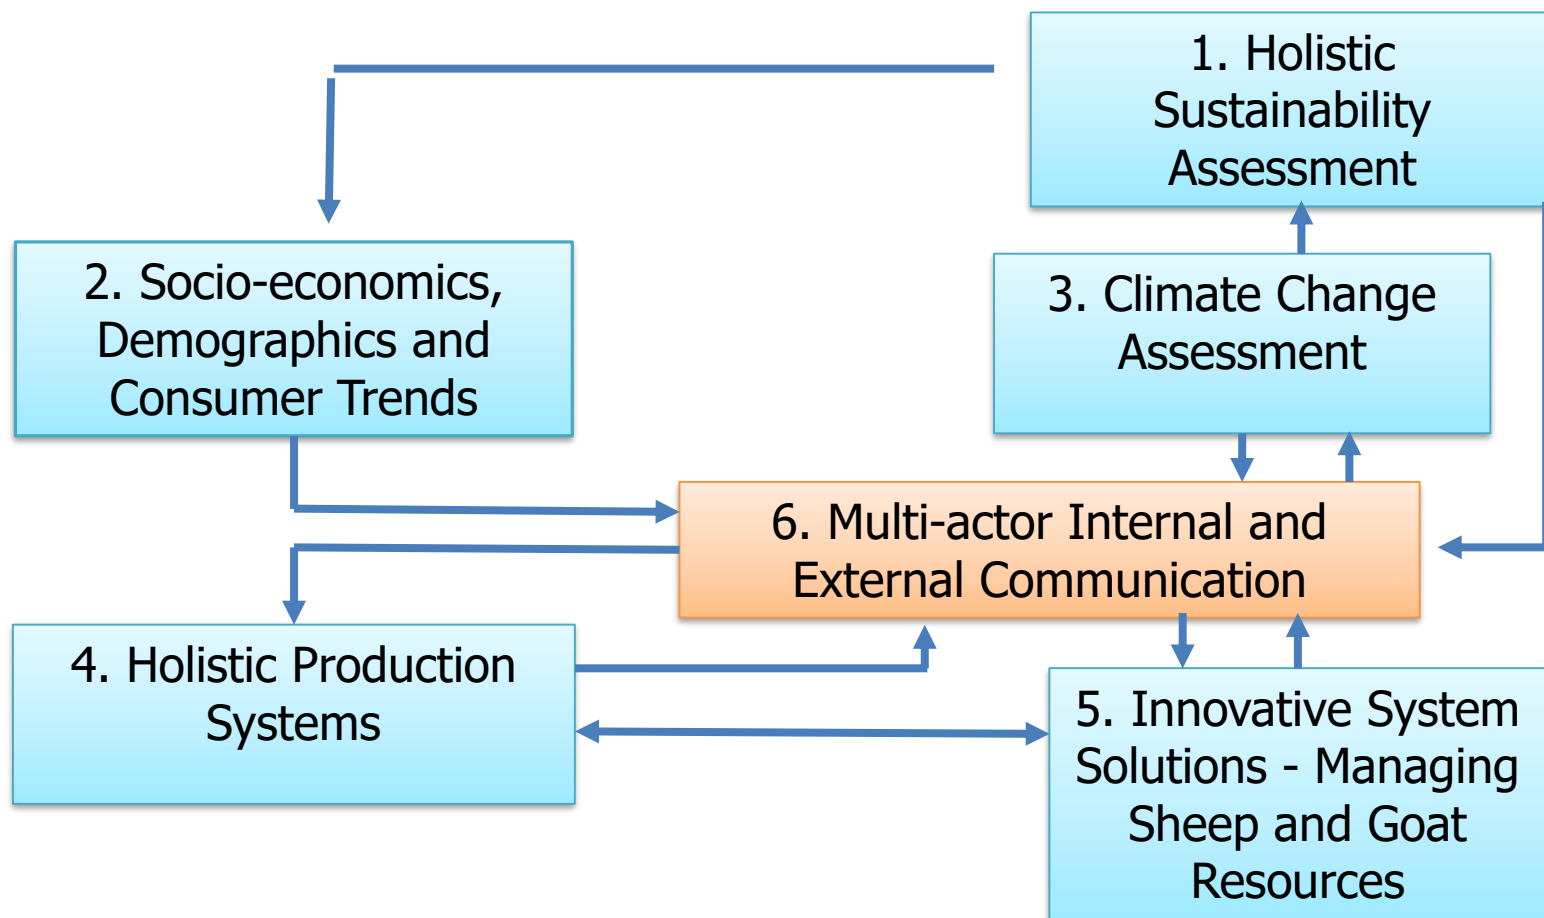 1. Holistic
Sustainability
Assessment
2. Socio-economics,
Demographics and
Consumer Trends
3. Climate Change
Assessment
6. Multi-actor Internal and
External Communication
4. Holistic Production
Systems
5. Innovative System
Solutions - Managing
Sheep and Goat
Resources